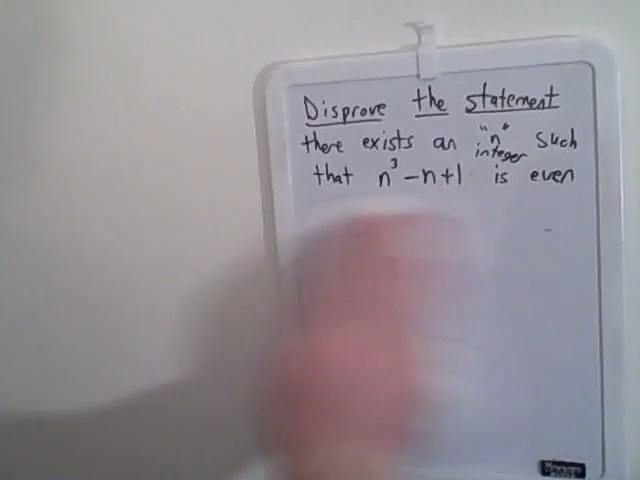 Disprove the statement
there exists an "n" such
integer
that n³ - n + 1 is even